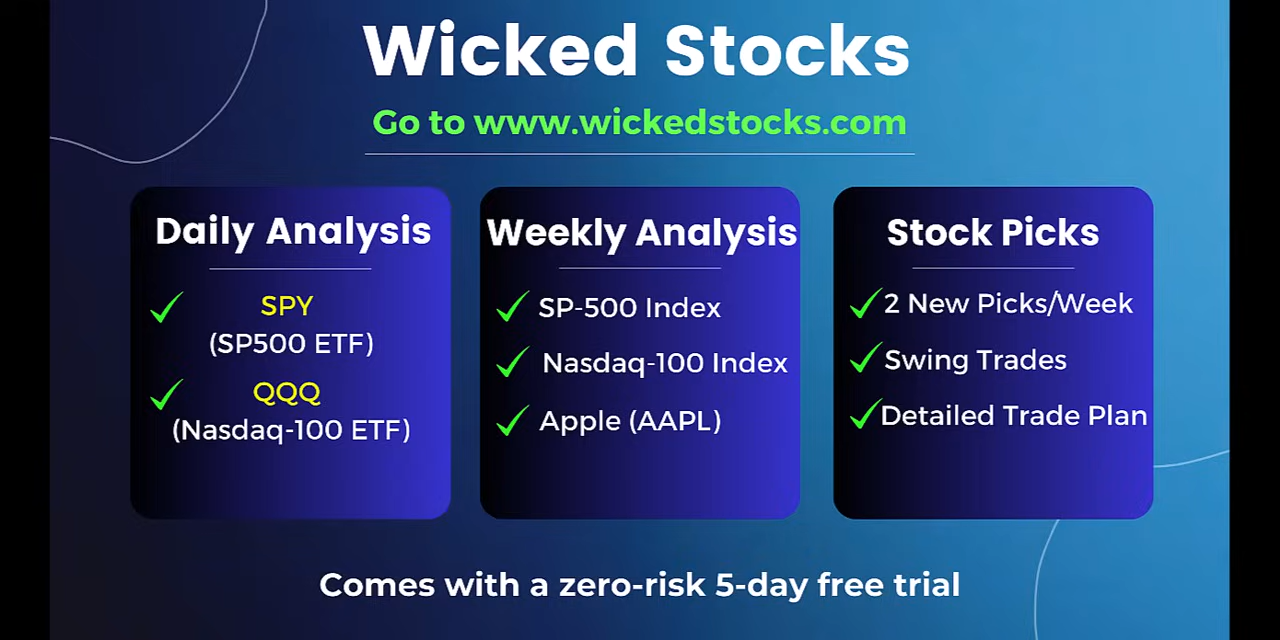 Wicked Stocks
Go to www.wickedstocks.com
Daily Analysis
SPY
(SP500 ETF)
QQQ
(Nasdaq-100 ETF)
Weekly Analysis
SP-500 Index
Nasdaq-100 Index
Apple (AAPL)
Stock Picks
2 New Picks/Week
Swing Trades
Detailed Trade Plan
Comes with a zero-risk 5-day free trial